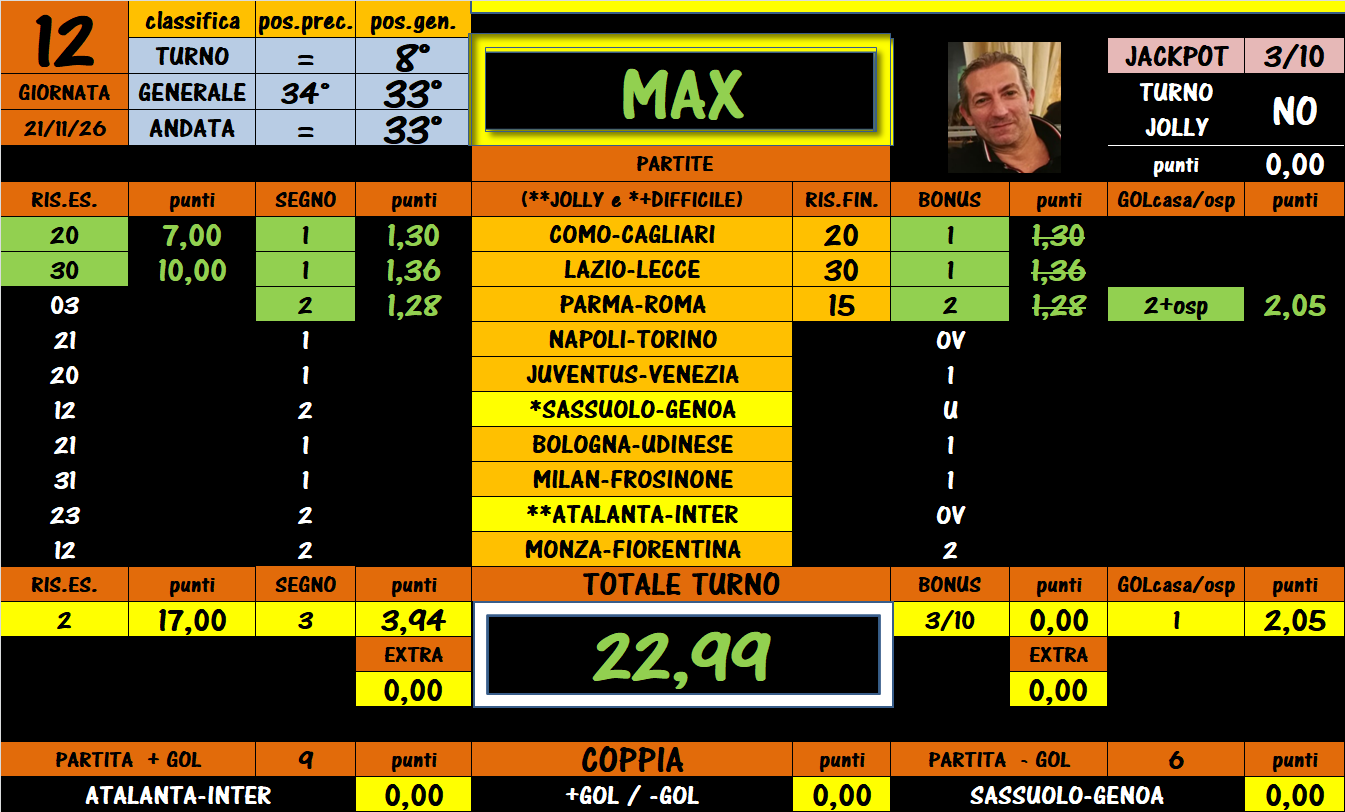 12 classifica pos.prec. pos.gen.
TURNO = 8° MAX JACKPOT 3/10
GIORNATA GENERALE 34° 33° TURNO JOLLY NO
21/11/26 ANDATA = 33°
PARTITE punti 0,00
RIS.ES. punti SEGNO punti (**JOLLY e *+DIFFICILE) RIS.FIN. BONUS punti GOLcasa/osp punti
20 7,00 1 1,30 COMO-CAGLIARI 20 1 1,30
30 10,00 1 1,36 LAZIO-LECCE 30 1 1,36
03 2 1,28 PARMA-ROMA 15 2 1,28 2+osp 2,05
21 1 NAPOLI-TORINO OV
20 1 JUVENTUS-VENEZIA 1
12 2 *SASSUOLO-GENOA U
21 1 BOLOGNA-UDINESE 1
31 1 MILAN-FROSINONE 1
23 2 **ATALANTA-INTER OV
12 2 MONZA-FIORENTINA 2
RIS.ES. punti SEGNO punti TOTALE TURNO BONUS punti GOLcasa/osp punti
2 17,00 3 3,94 22,99 3/10 0,00 1 2,05
EXTRA EXTRA
0,00 0,00
PARTITA + GOL 9 punti COPPIA punti PARTITA - GOL 6 punti
ATALANTA-INTER 0,00 +GOL / -GOL 0,00 SASSUOLO-GENOA 0,00